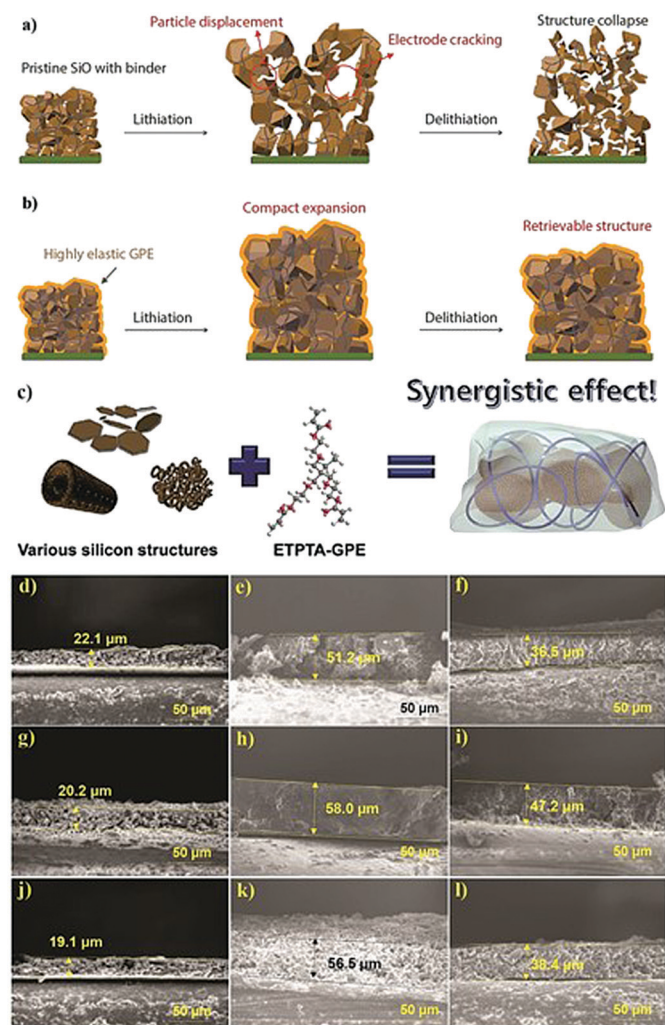 a)
Particle displacement
Structure collapse
Electrode cracking
Pristine SiO with binder
Lithiation
Delithiation
b)
Compact expansion
Retrievable structure
Highly elastic GPE
Lithiation
Delithiation
c)
Synergistic effect!
Various silicon structures
ETPTA-GPE
d)
22.1 μm
50 μm
e)
51.2 μm
50 μm
f)
36.5 μm
50 μm
g)
20.2 μm
50 μm
h)
58.0 μm
50 μm
i)
47.2 μm
50 μm
j)
19.1 μm
50 μm
k)
56.5 μm
50 μm
l)
38.4 μm
50 μm